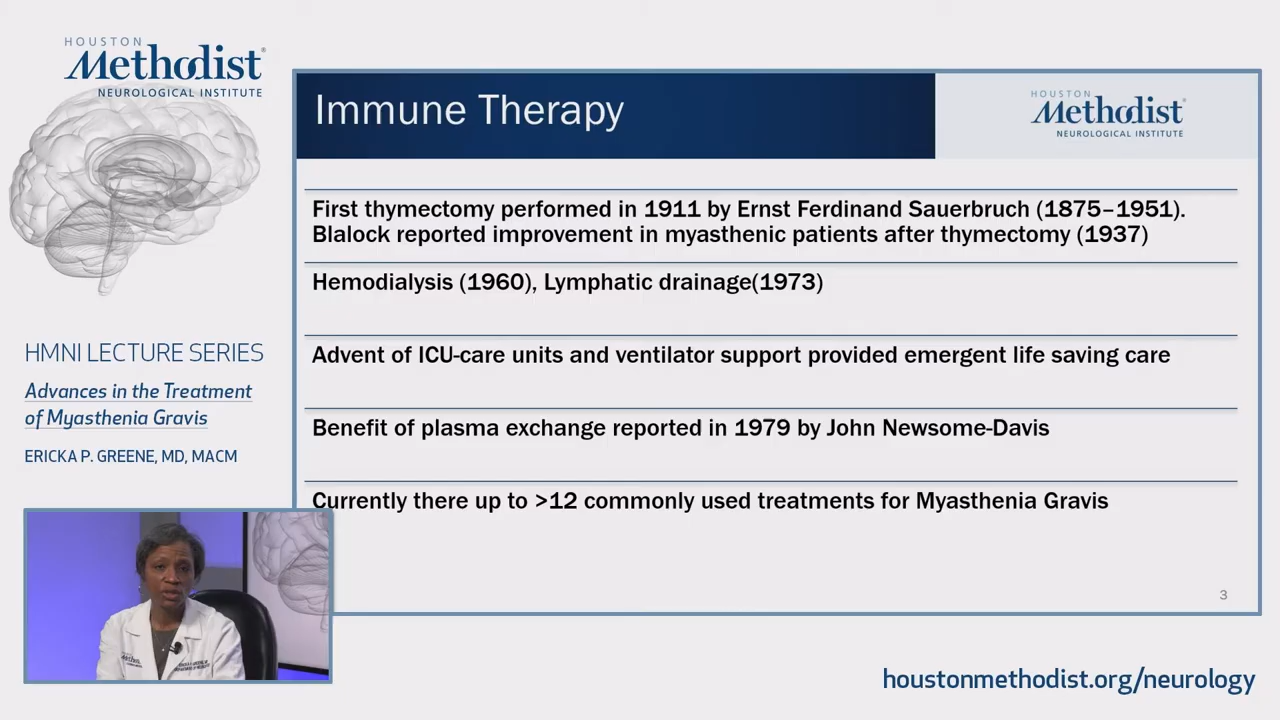 HOUSTON
Methodist®
NEUROLOGICAL INSTITUTE
HMNI LECTURE SERIES
Advances in the Treatment
of Myasthenia Gravis
ERICKA P. GREENE, MD, MACM
Immune Therapy
HOUSTON
Methodist®
NEUROLOGICAL INSTITUTE
First thymectomy performed in 1911 by Ernst Ferdinand Sauerbruch (1875–1951).
Blalock reported improvement in myasthenic patients after thymectomy (1937)
Hemodialysis (1960), Lymphatic drainage(1973)
Advent of ICU-care units and ventilator support provided emergent life saving care
Benefit of plasma exchange reported in 1979 by John Newsome-Davis
Currently there up to >12 commonly used treatments for Myasthenia Gravis
3
houstonmethodist.org/neurology